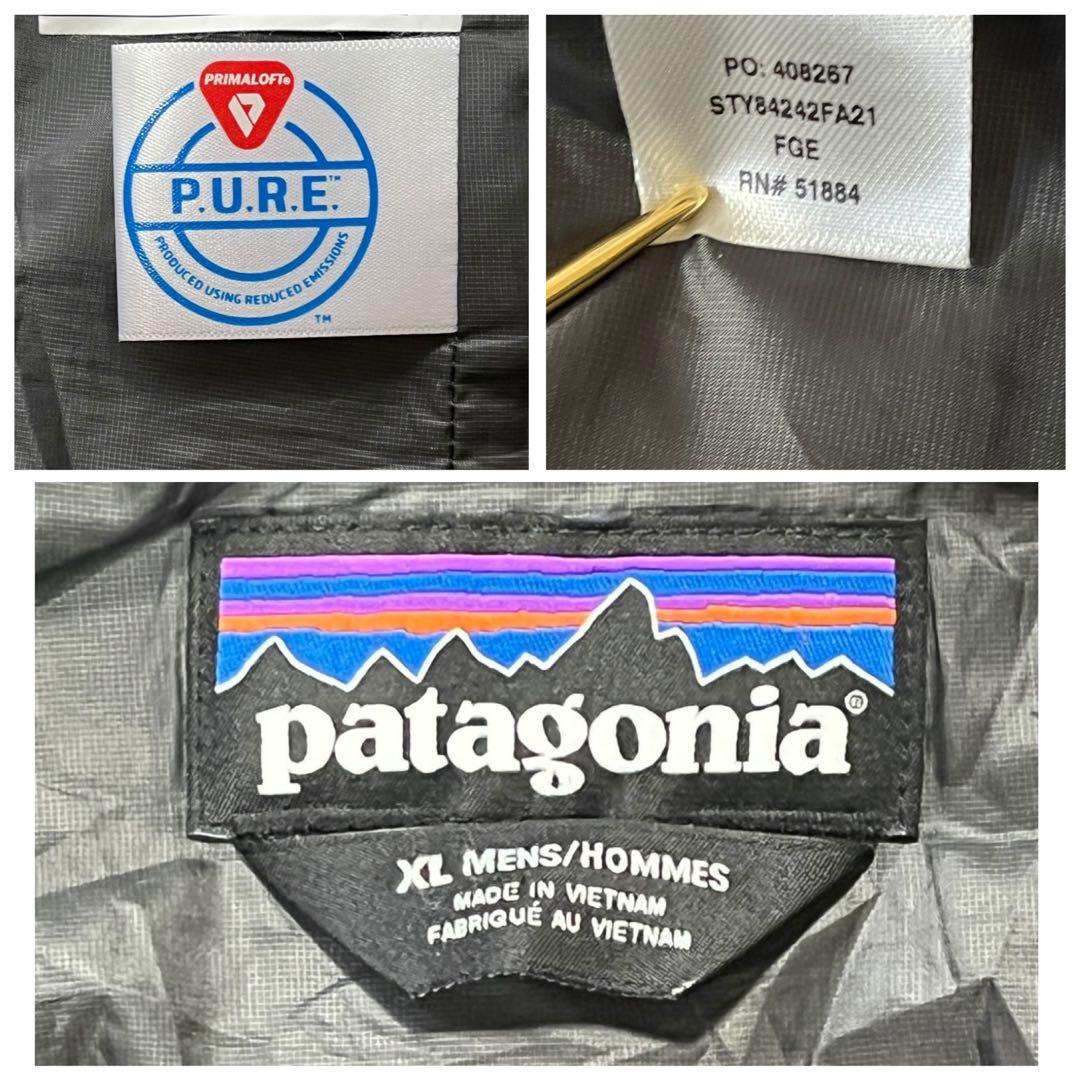 PRIMALOFT®
P.U.R.E.™
PRODUCED USING REDUCED EMISSIONS
TM
PO: 408267
STY84242FA21
FGE
RN# 51884
patagonia®
XL MENS/HOMMES
MADE IN VIETNAM
FABRIQUÉ AU VIETNAM